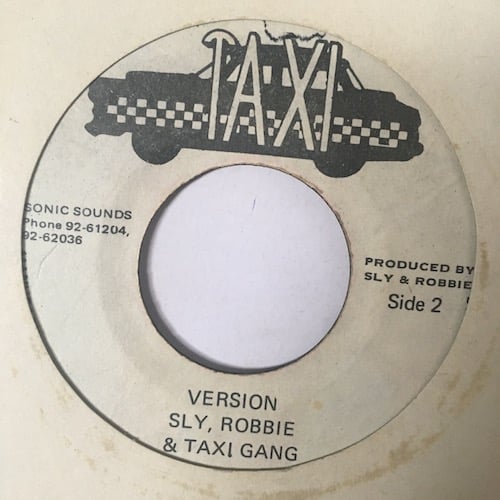 TAXI
SONIC SOUNDS
Phone 92-61204,
92-62036
PRODUCED BY
SLY & ROBBIE
Side 2
VERSION
SLY, ROBBIE
& TAXI GANG